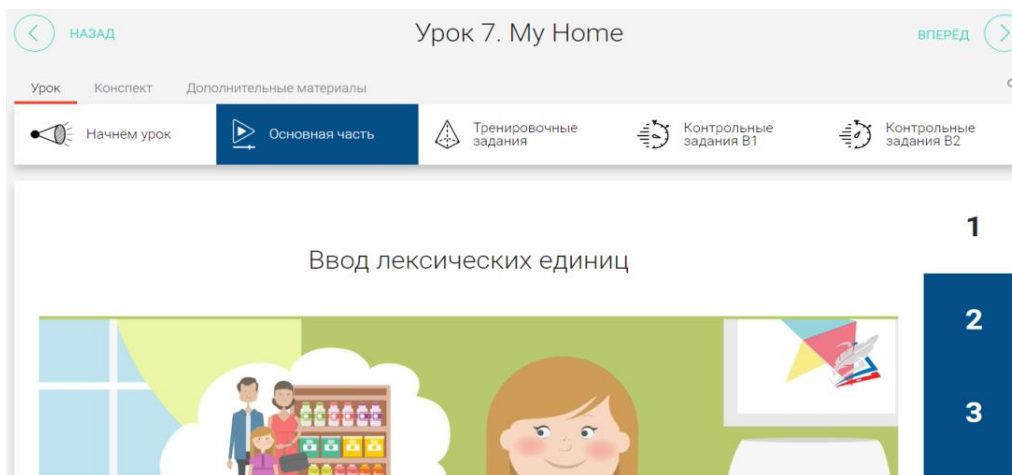 НАЗАД
Урок 7. My Home
ВПЕРЁД
Урок
Конспект
Дополнительные материалы
Начнём урок
Основная часть
Тренировочные
задания
Контрольные
задания В1
Контрольные
задания В2
Ввод лексических единиц
1
2
3